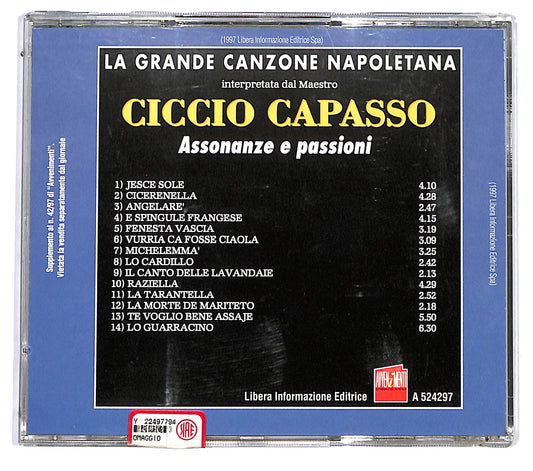 (1997 Libera Informazione Editrice Spa)
LA GRANDE CANZONE NAPOLETANA
interpretata dal Maestro
CICCIO CAPASSO
Assonanze e passioni
1) JESCE SOLE 4.10
2) CICERENELLA 4.28
3) ANGELARE' 2.47
4) E SPINGULE FRANGESE 4.15
5) FENESTA VASCIA 3.19
6) VURRIA CA FOSSE CIAOLA 3.09
7) MICHELEMMA' 3.25
8) LO CARDILLO 2.42
9) IL CANTO DELLE LAVANDAIE 2.13
10) RAZIELLA 4.29
11) LA TARANTELLA 2.52
12) LA MORTE DE MARITETO 2.18
13) TE VOGLIO BENE ASSAJE 5.50
14) LO GUARRACINO 6.30
Supplemento al n. 42/97 di "Avvenimenti".
Vietata la vendita separatamente dal giornale
(1997 Libera Informazione Editrice Spa)
AVVENIMENTI
Libera Informazione Editrice A 524297
Y 22497794
OMAGGIO